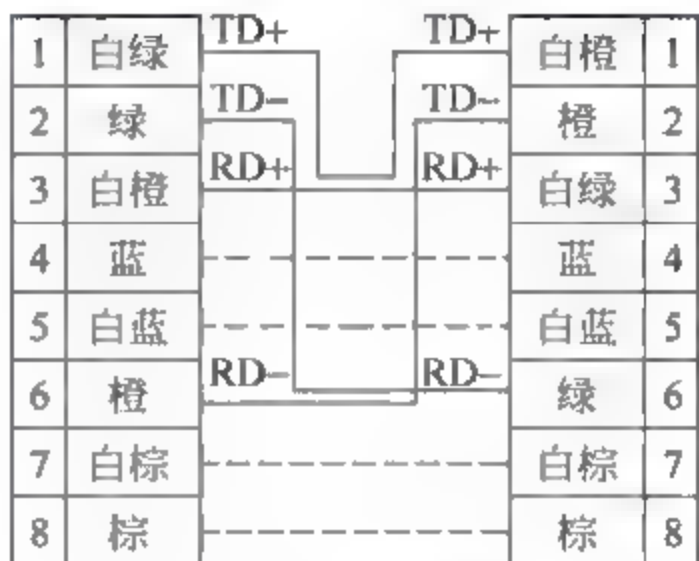 1 白绿 TD+ TD+ 白橙 1
2 绿 TD- TD- 橙 2
3 白橙 RD+ RD+ 白绿 3
4 蓝 蓝 4
5 白蓝 白蓝 5
6 橙 RD- RD- 绿 6
7 白棕 白棕 7
8 棕 棕 8